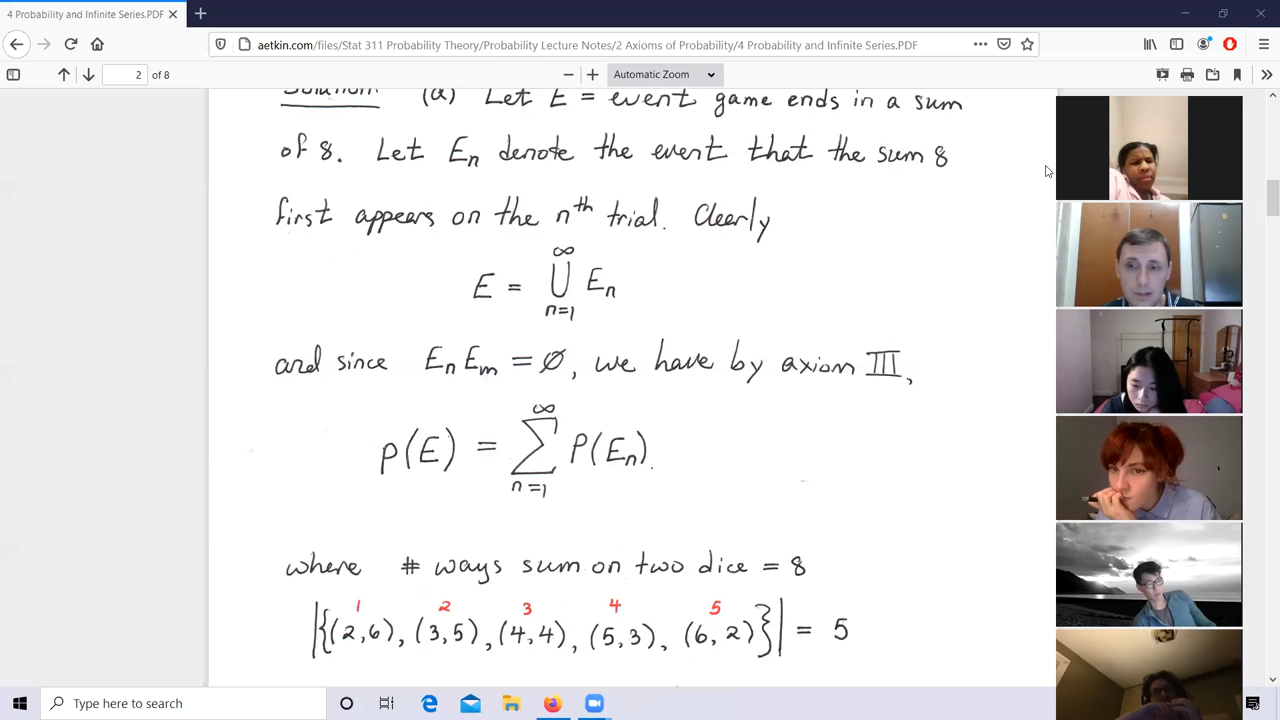 4 Probability and Infinite Series.PDF
aetkin.com/files/Stat 311 Probability Theory/Probability Lecture Notes/2 Axioms of Probability/4 Probability and Infinite Series.PDF
2 of 8
Automatic Zoom
Solution (a) Let E = event game ends in a sum
of 8. Let En denote the event that the sum 8
first appears on the nth trial. Clearly
E = ∞ ⋃ n=1 En
and since En Em = ∅, we have by axiom III,
P(E) = ∞ ∑ n=1 P(En).
where # ways sum on two dice = 8
1 2 3 4 5
|{(2,6), (3,5), (4,4), (5,3), (6,2)}| = 5
Type here to search